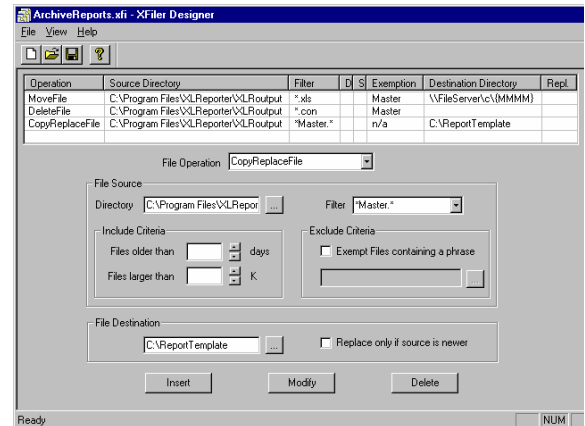 ArchiveReports.xfi - XFiler Designer
File View Help
Operation Source Directory Filter D S Exemption Destination Directory Repl.
MoveFile C:\Program Files\XLReporter\XLRoutput *.xls Master \\FileServer\c\{MMMM}
DeleteFile C:\Program Files\XLReporter\XLRoutput *.con Master
CopyReplaceFile C:\Program Files\XLReporter\XLRoutput *Master.* n/a C:\ReportTemplate
File Operation CopyReplaceFile
File Source
Directory C:\Program Files\XLRepor ... Filter *Master.*
Include Criteria Exclude Criteria
Files older than days Exempt Files containing a phrase
Files larger than K ...
File Destination
C:\ReportTemplate ... Replace only if source is newer
Insert Modify Delete
Ready NUM